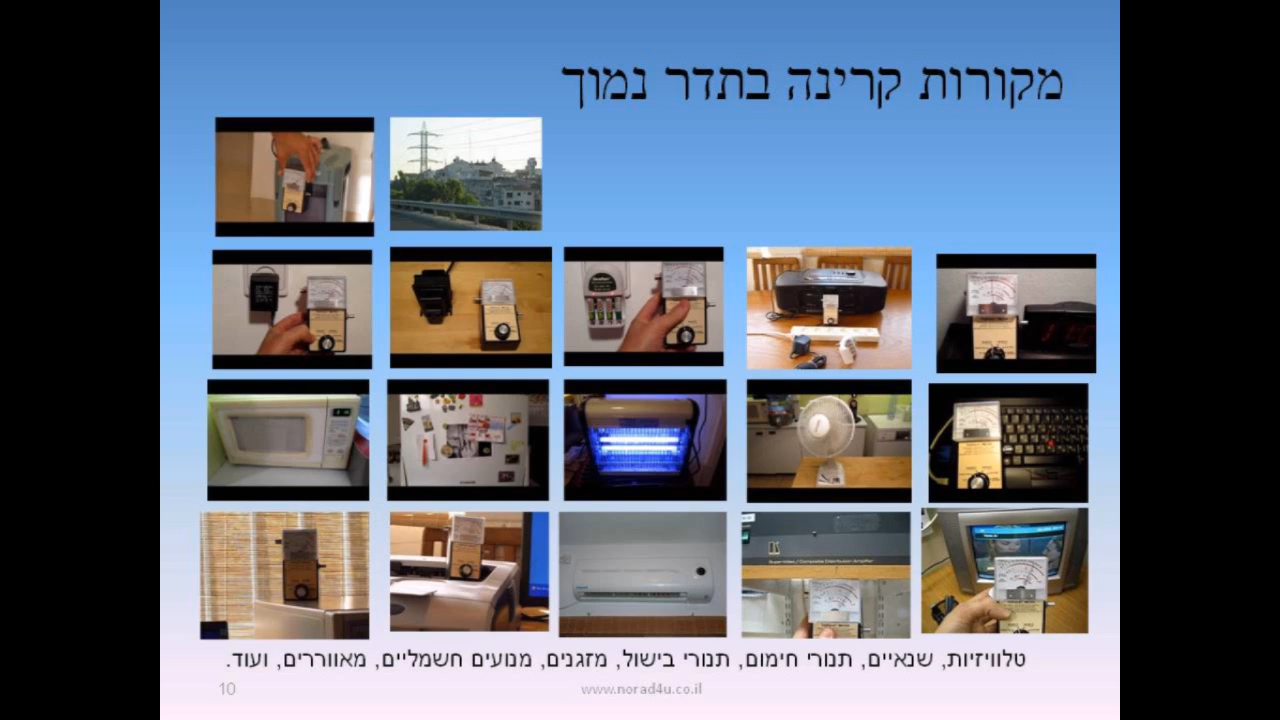 מקורות קרינה בתדר נמוך
טלוויזיות, שנאיים, תנורי חימום, תנורי בישול, מזגנים, מנועים חשמליים, מאווררים, ועוד.
10
www.norad4u.co.il